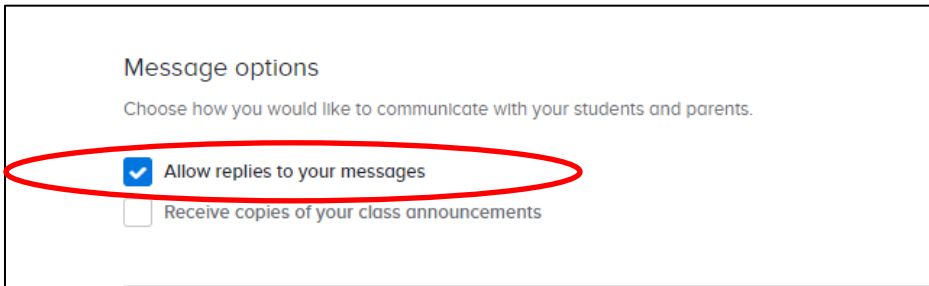 Message options
Choose how you would like to communicate with your students and parents.
Allow replies to your messages
Receive copies of your class announcements